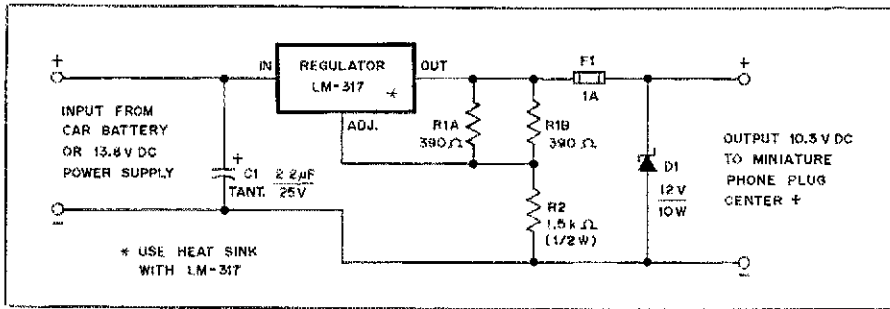 +
INPUT FROM
CAR BATTERY
OR 13.8V DC
POWER SUPPLY
−
+
C1
TANT.
2.2µF
25V
* USE HEAT SINK
WITH LM-317
IN
REGULATOR
LM-317
*
OUT
ADJ.
R1A
390 Ω
R1B
390 Ω
R2
1.5k Ω
(1/2W)
F1
1A
D1
12V
10W
+
OUTPUT 10.3V DC
TO MINIATURE
PHONE PLUG
CENTER +
−